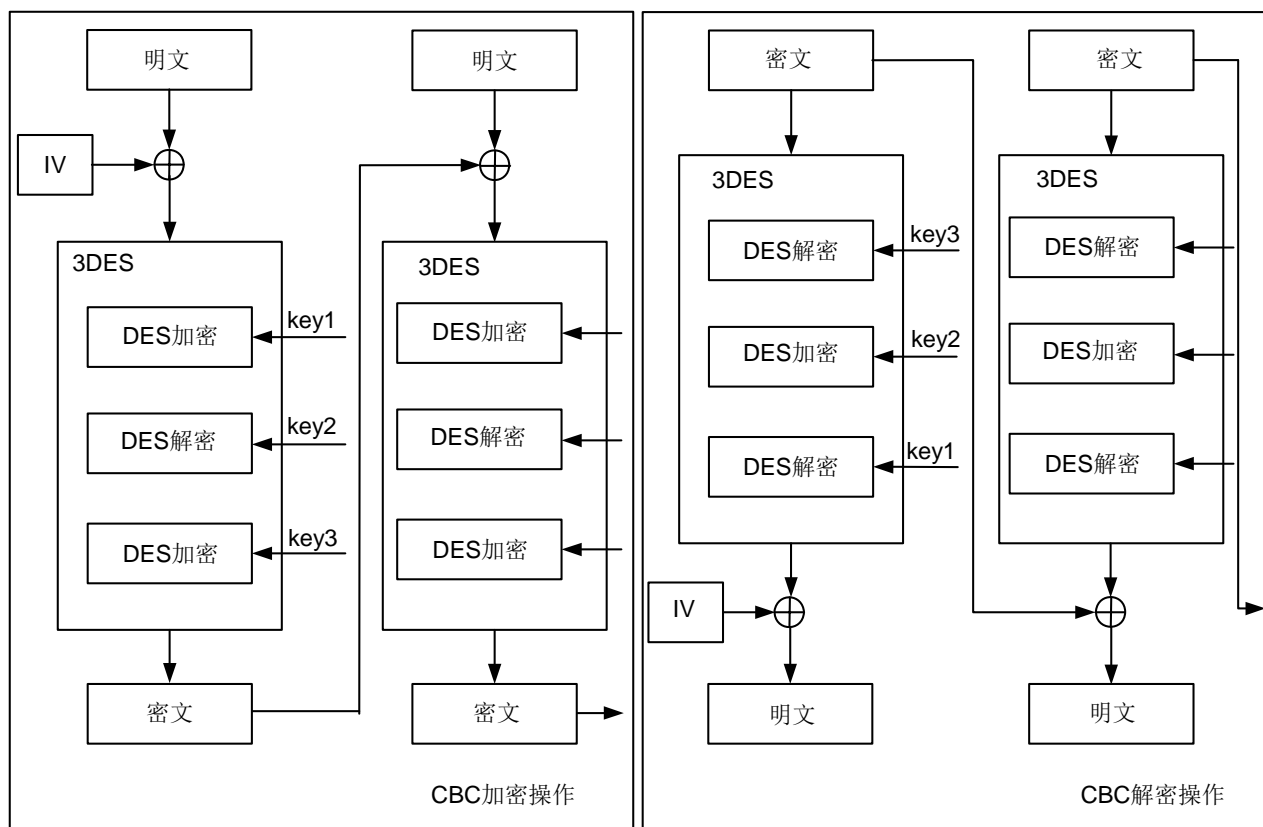 明文
明文
IV
3DES
3DES
DES加密
key1
DES加密
DES解密
key2
DES解密
DES加密
key3
DES加密
密文
密文
CBC加密操作
密文
密文
3DES
3DES
DES解密
key3
DES解密
DES加密
key2
DES加密
DES解密
key1
DES解密
IV
明文
明文
CBC解密操作